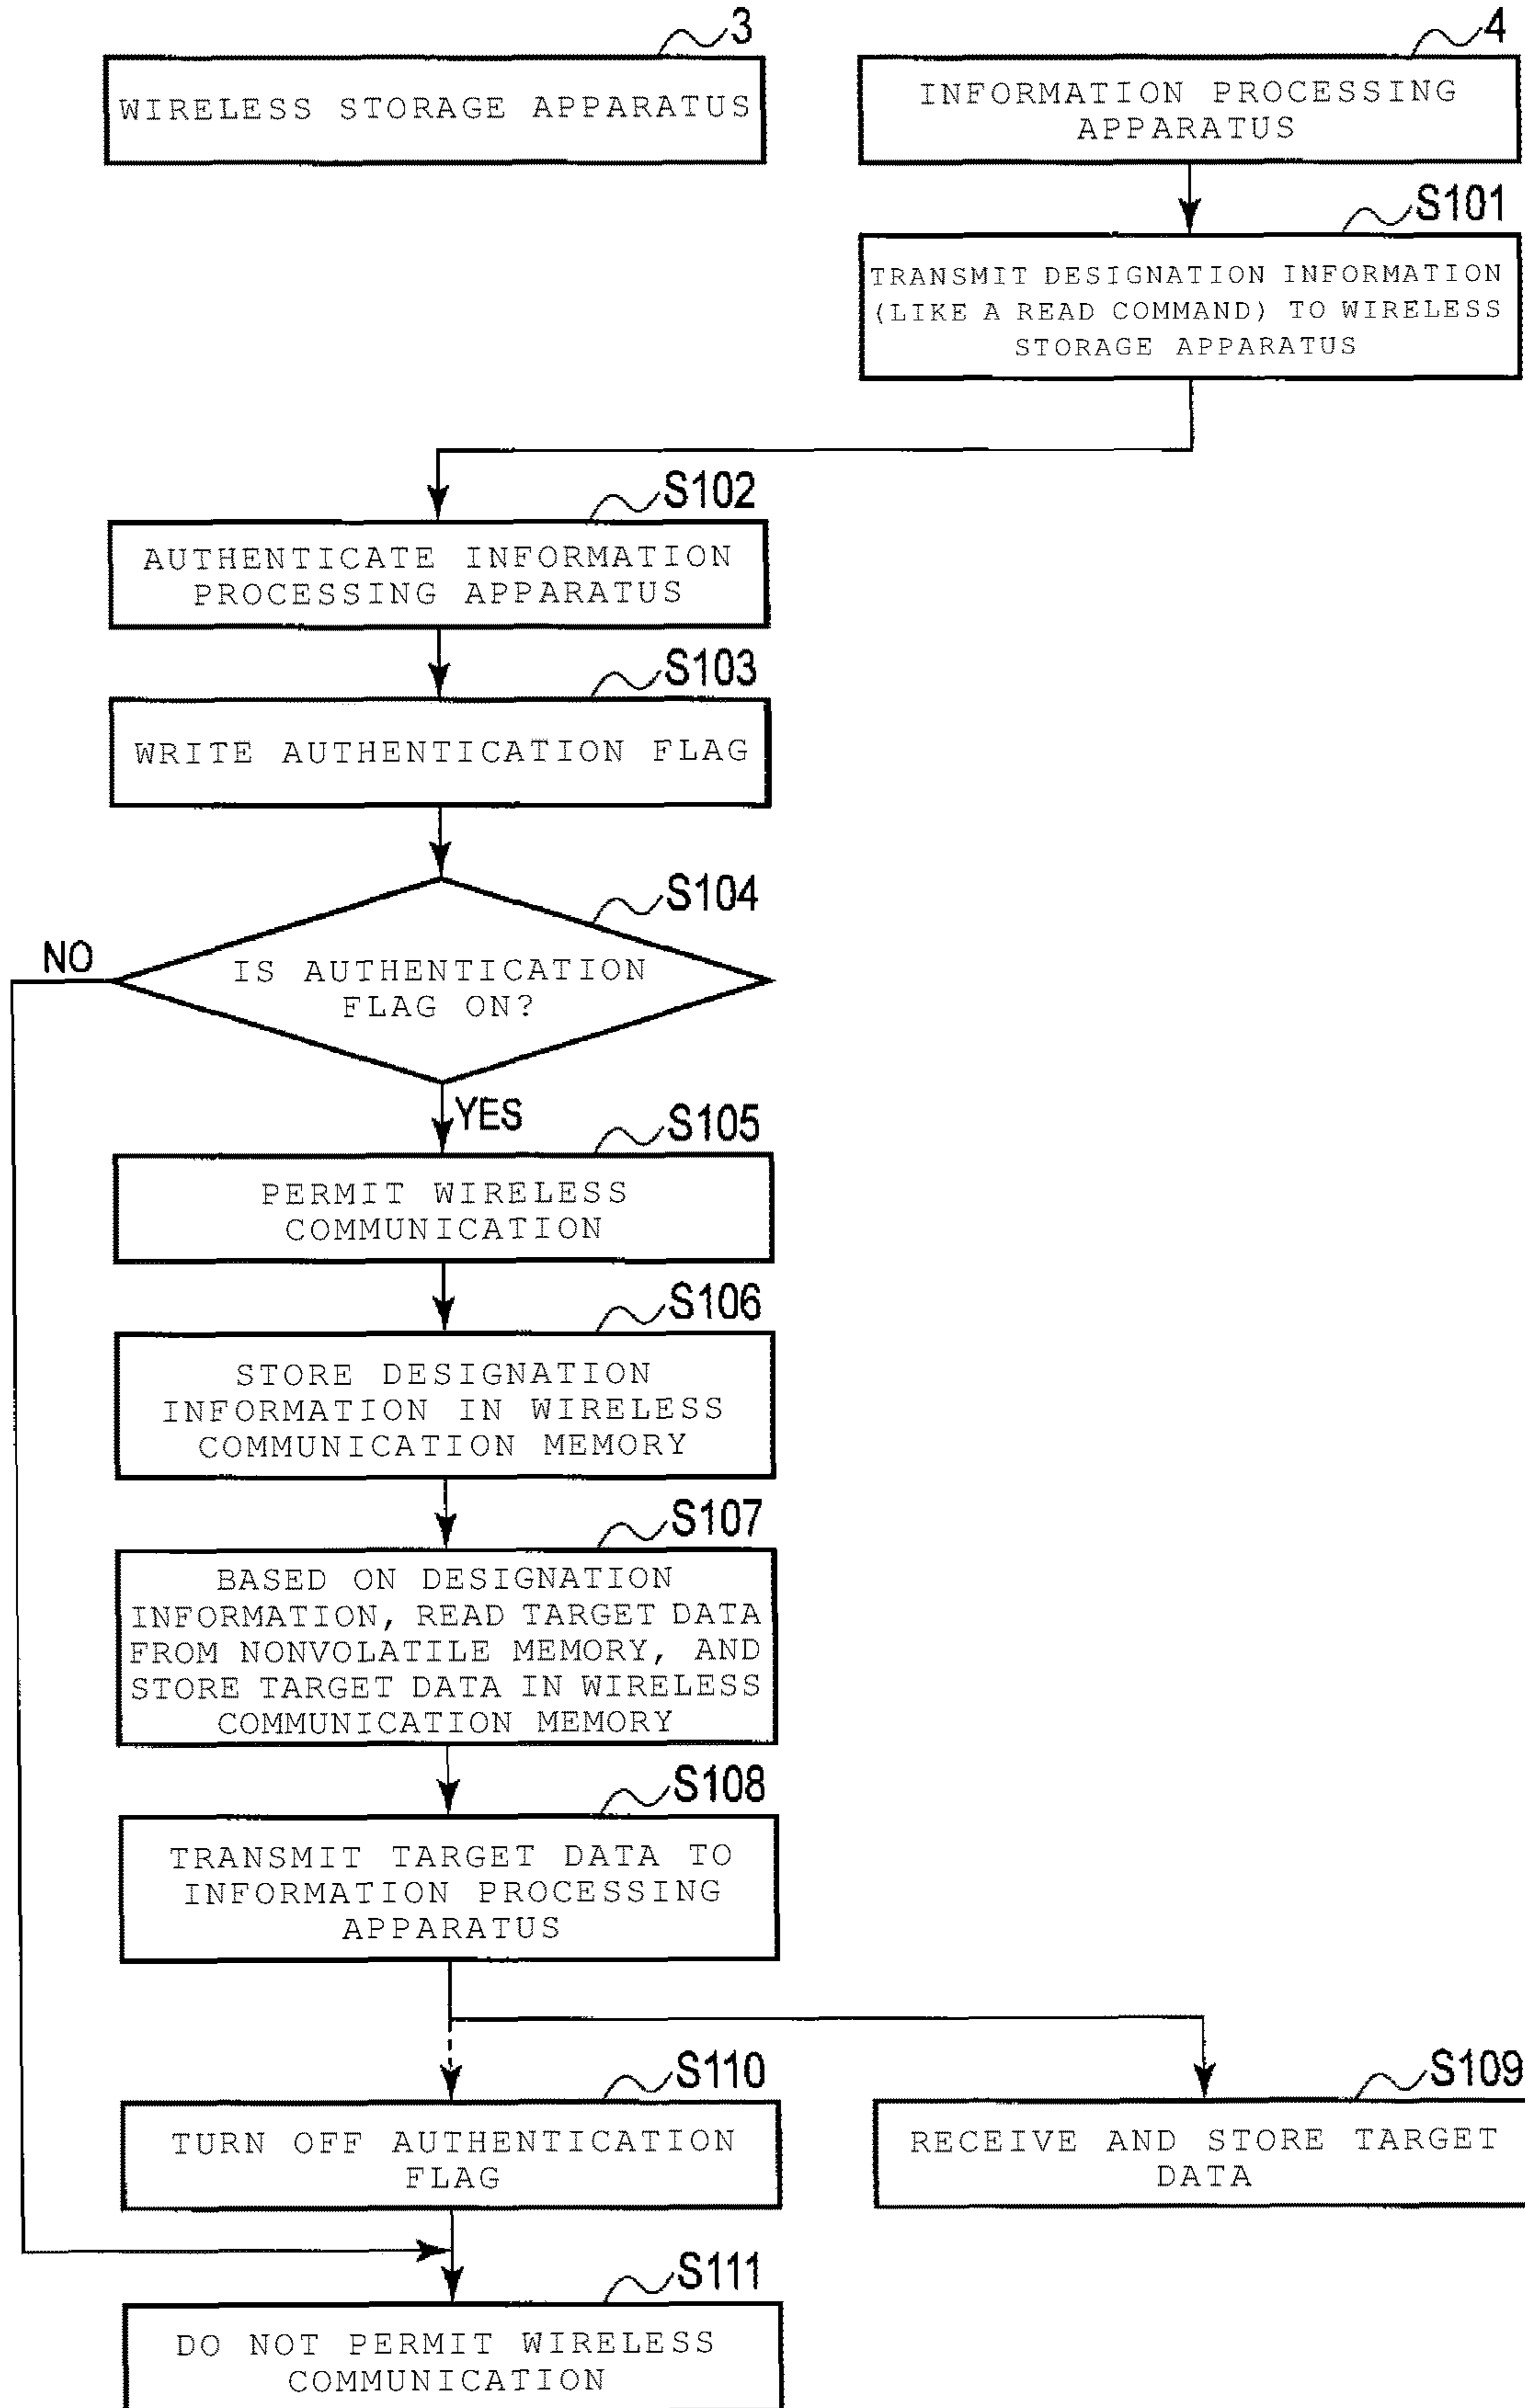 3
WIRELESS STORAGE APPARATUS
4
INFORMATION PROCESSING
APPARATUS
S101
TRANSMIT DESIGNATION INFORMATION
(LIKE A READ COMMAND) TO WIRELESS
STORAGE APPARATUS
S102
AUTHENTICATE INFORMATION
PROCESSING APPARATUS
S103
WRITE AUTHENTICATION FLAG
S104
NO
IS AUTHENTICATION
FLAG ON?
YES
S105
PERMIT WIRELESS
COMMUNICATION
S106
STORE DESIGNATION
INFORMATION IN WIRELESS
COMMUNICATION MEMORY
S107
BASED ON DESIGNATION
INFORMATION, READ TARGET DATA
FROM NONVOLATILE MEMORY, AND
STORE TARGET DATA IN WIRELESS
COMMUNICATION MEMORY
S108
TRANSMIT TARGET DATA TO
INFORMATION PROCESSING
APPARATUS
S110
TURN OFF AUTHENTICATION
FLAG
S109
RECEIVE AND STORE TARGET
DATA
S111
DO NOT PERMIT WIRELESS
COMMUNICATION